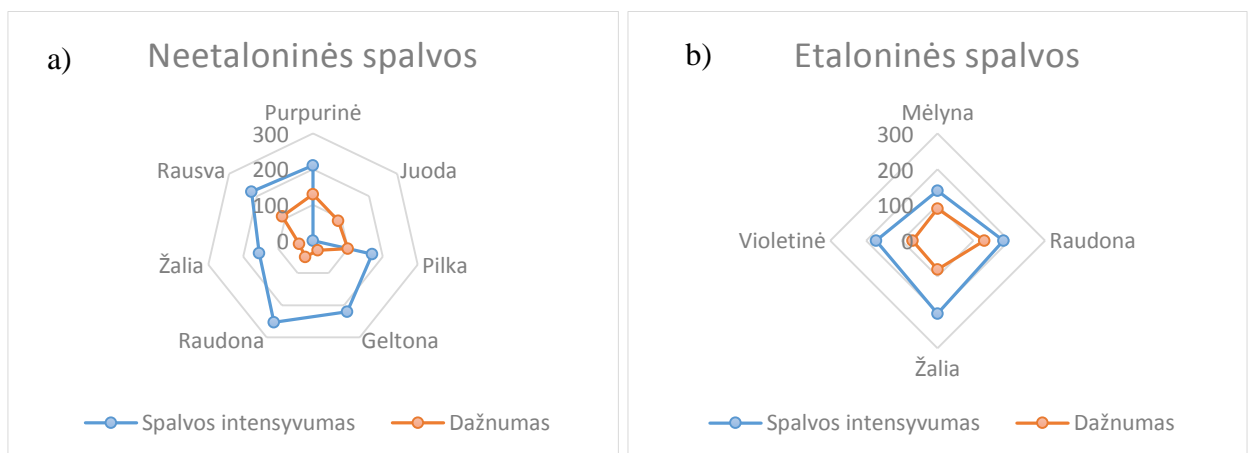 a)
Neetaloninės spalvos
Purpurinė
300
200
100
0
Juoda
Pilka
Geltona
Raudona
Žalia
Rausva
Spalvos intensyvumas
Dažnumas
b)
Etaloninės spalvos
Mėlyna
300
200
100
0
Raudona
Žalia
Violetinė
Spalvos intensyvumas
Dažnumas